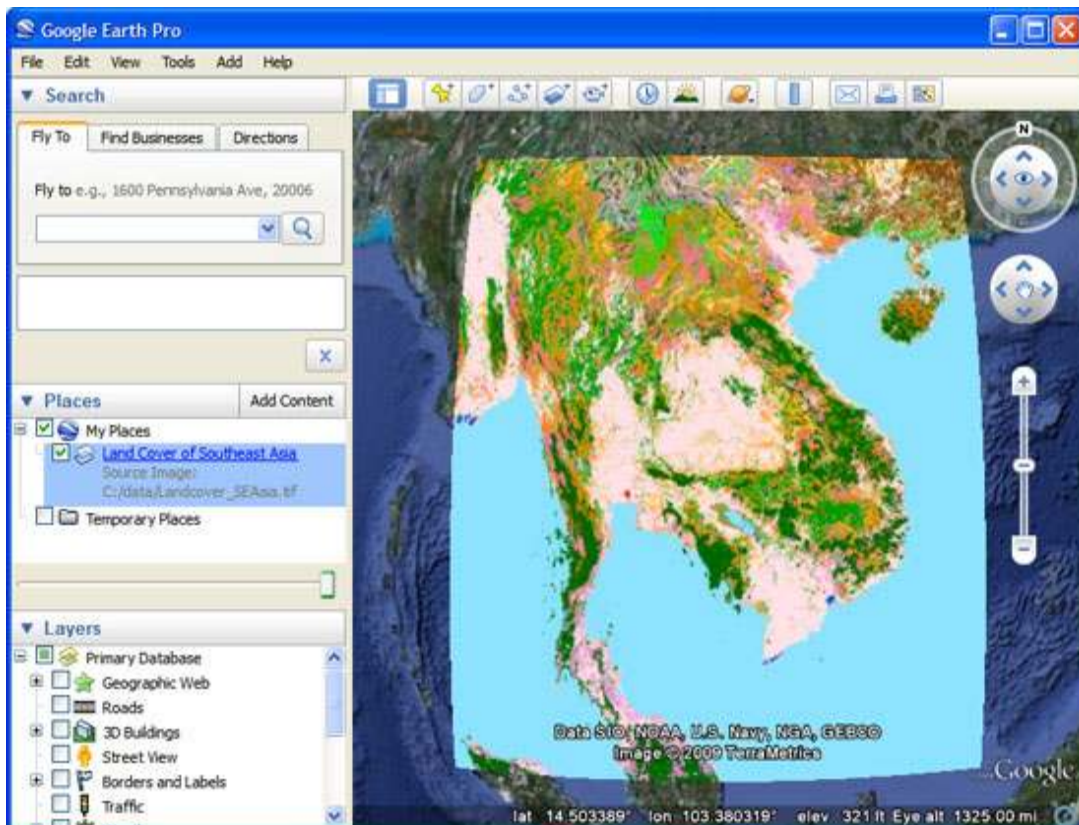 Google Earth Pro
File Edit View Tools Add Help
Search
Fly To Find Businesses Directions
Fly to e.g., 1600 Pennsylvania Ave, 20006
Places Add Content
My Places
Land Cover of Southeast Asia
Source Image:
C:/data/Landcover_SEAsia.tif
Temporary Places
Layers
Primary Database
Geographic Web
Roads
3D Buildings
Street View
Borders and Labels
Traffic
N
Data SIO, NOAA, U.S. Navy, NGA, GEBCO
Image © 2009 TerraMetrics
Google
lat 14.503389° lon 103.380319° elev 321 ft Eye alt 1325.00 mi